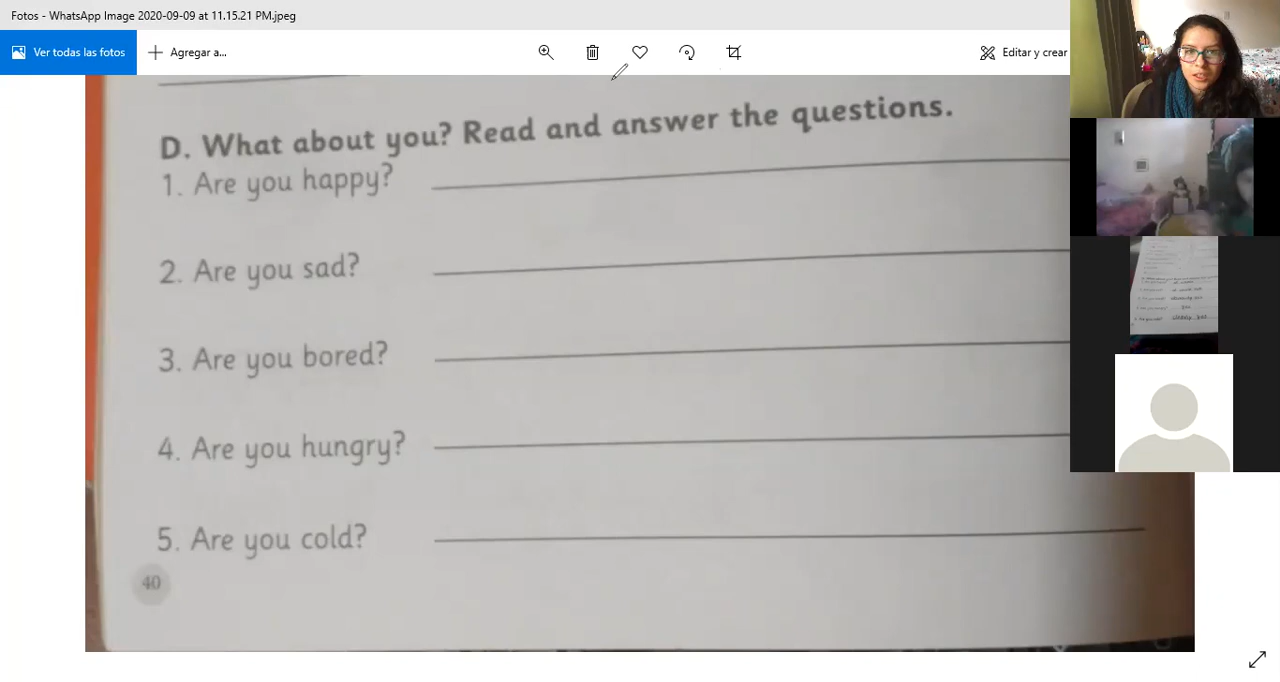 Fotos - WhatsApp Image 2020-09-09 at 11.15.21 PM.jpeg
Ver todas las fotos
Agregar a...
Editar y crear
D. What about you? Read and answer the questions.
1. Are you happy?
2. Are you sad?
3. Are you bored?
4. Are you hungry?
5. Are you cold?
40